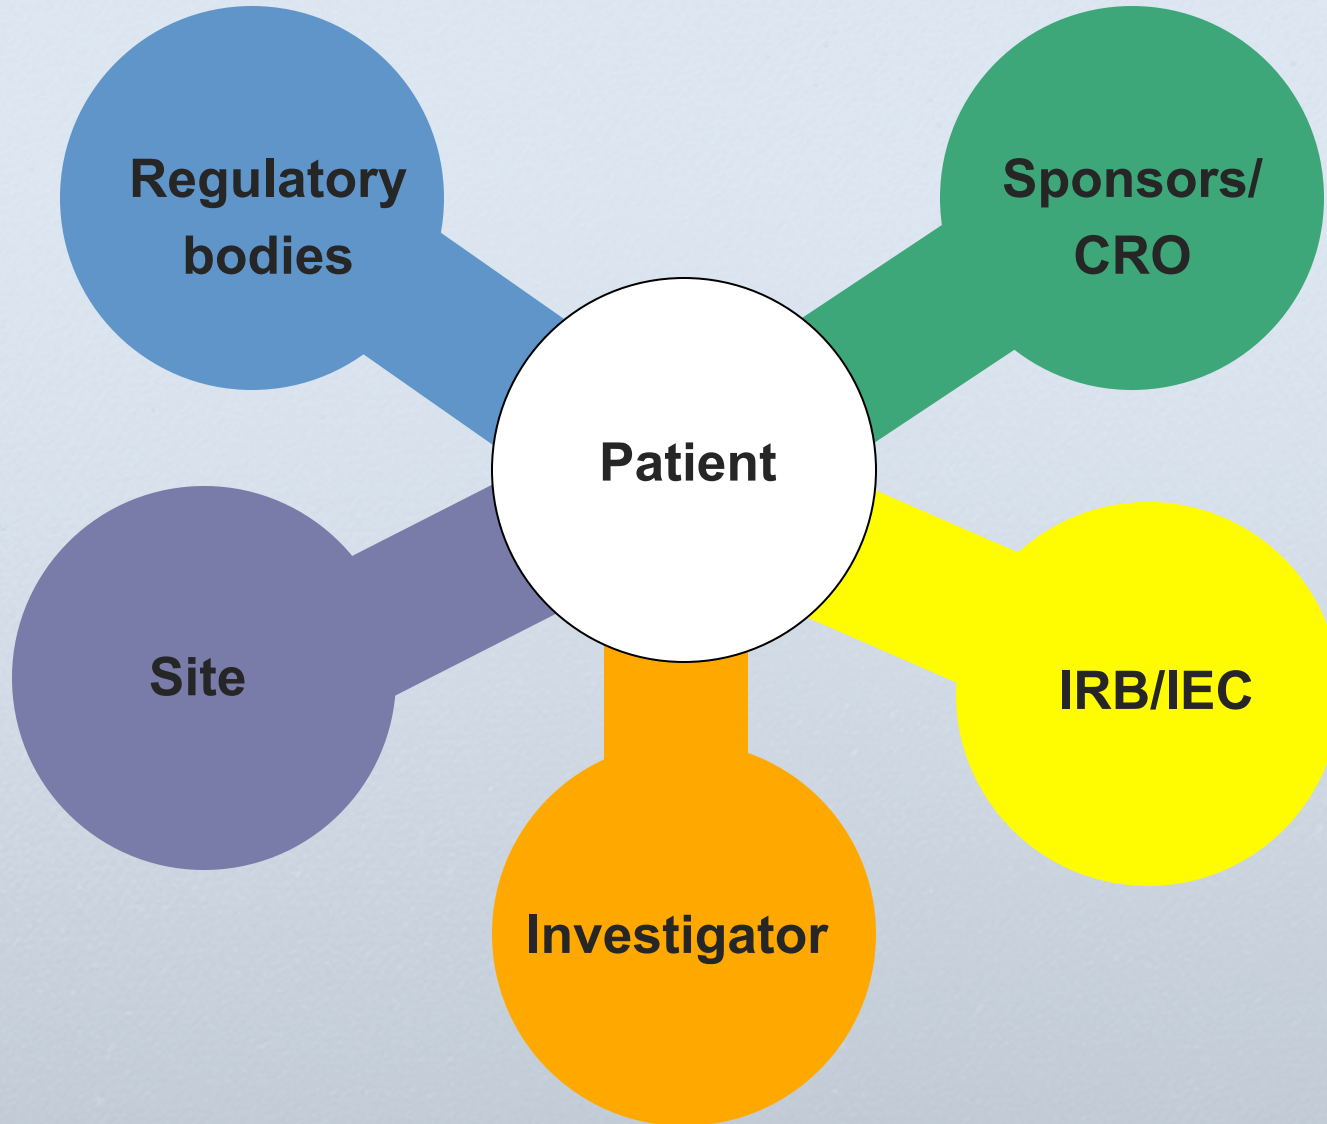 Regulatory
bodies
Sponsors/
CRO
Patient
Site
IRB/IEC
Investigator